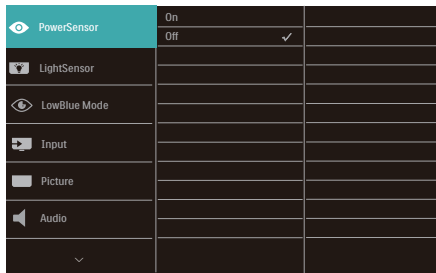 PowerSensor
On
Off
LightSensor
LowBlue Mode
Input
Picture
Audio